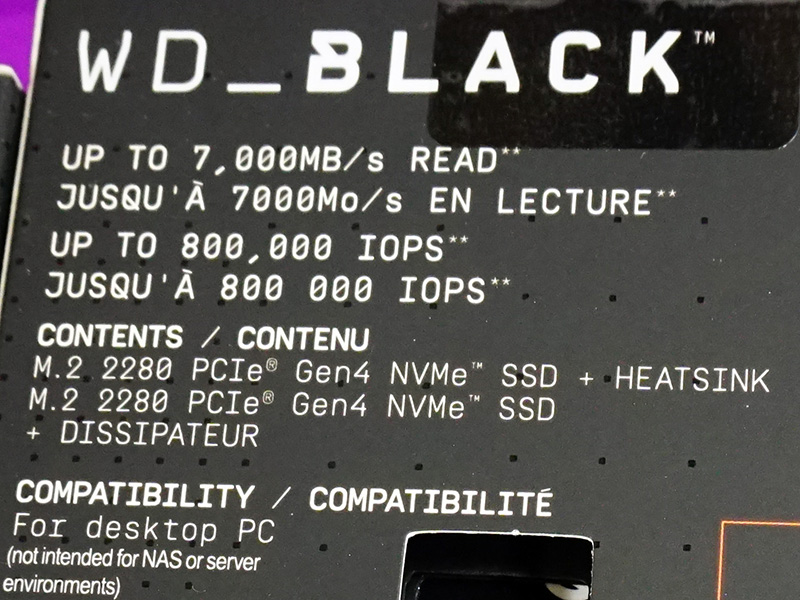 WD_BLACK™
UP TO 7,000MB/s READ**
JUSQU'À 7000Mo/s EN LECTURE**
UP TO 800,000 IOPS**
JUSQU'À 800 000 IOPS**
CONTENTS / CONTENU
M.2 2280 PCIe® Gen4 NVMe™ SSD + HEATSINK
M.2 2280 PCIe® Gen4 NVMe™ SSD
+ DISSIPATEUR
COMPATIBILITY / COMPATIBILITÉ
For desktop PC
(not intended for NAS or server
environments)